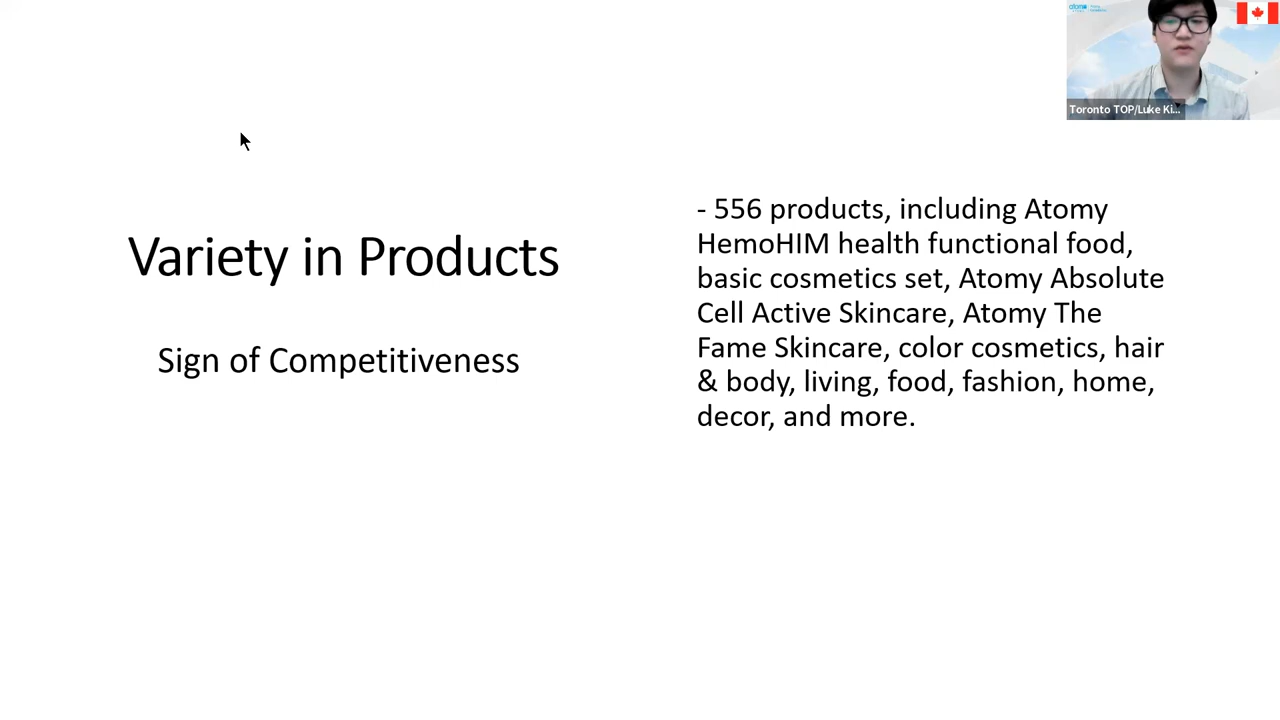 Variety in Products
Sign of Competitiveness
- 556 products, including Atomy
HemoHIM health functional food,
basic cosmetics set, Atomy Absolute
Cell Active Skincare, Atomy The
Fame Skincare, color cosmetics, hair
& body, living, food, fashion, home,
decor, and more.
Toronto TOP/Luke Ki...